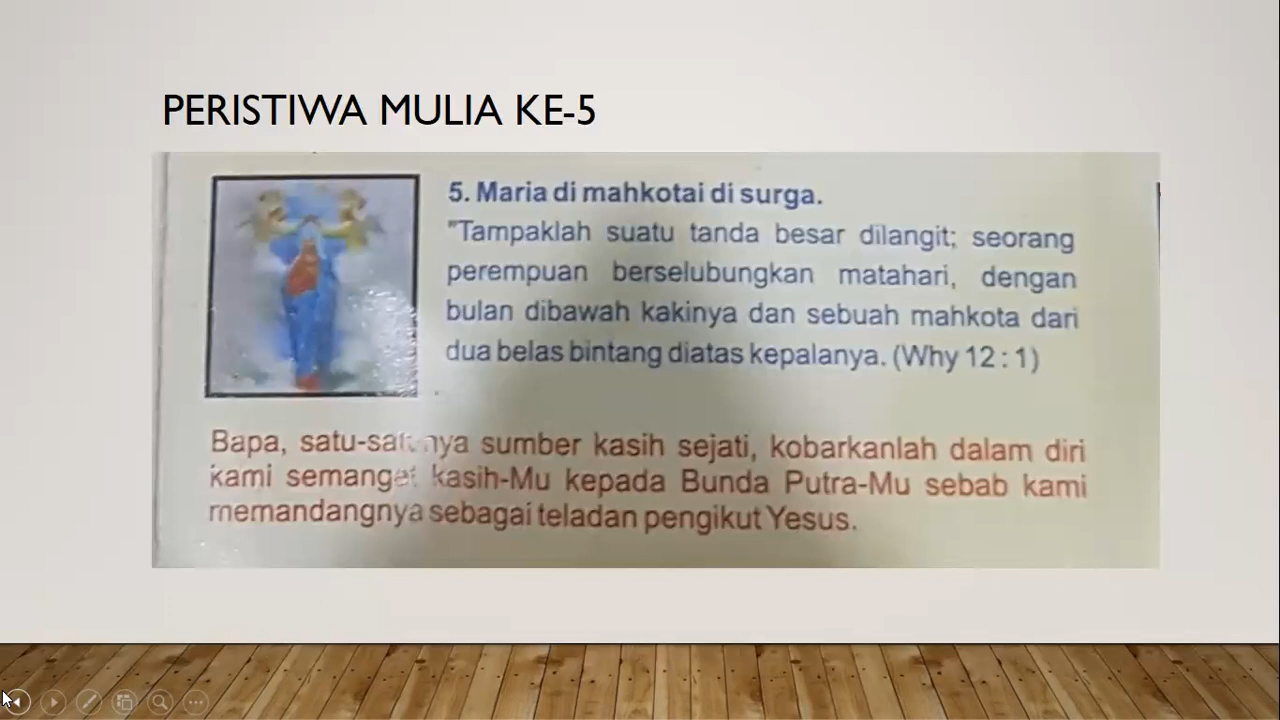 PERISTIWA MULIA KE-5
5. Maria di mahkotai di surga.
"Tampaklah suatu tanda besar dilangit; seorang
perempuan berselubungkan matahari, dengan
bulan dibawah kakinya dan sebuah mahkota dari
dua belas bintang diatas kepalanya. (Why 12 : 1)
Bapa, satu-satunya sumber kasih sejati, kobarkanlah dalam diri
kami semangat kasih-Mu kepada Bunda Putra-Mu sebab kami
memandangnya sebagai teladan pengikut Yesus.